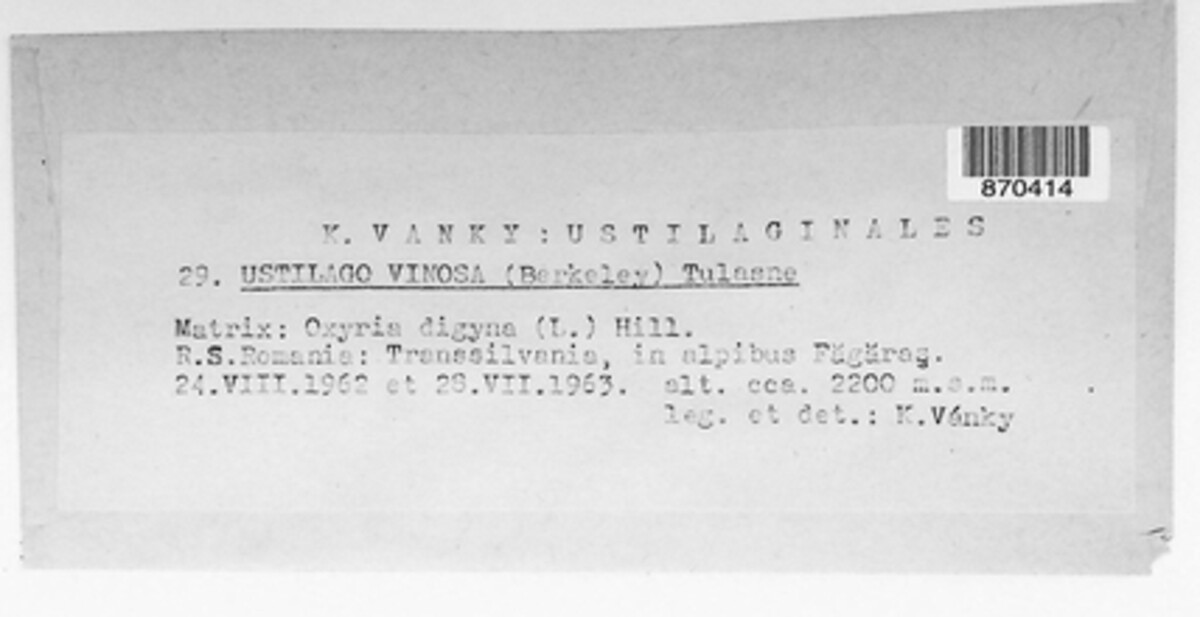 870414
K. VANKY: USTILAGINALES
29. USTILAGO VINOSA (Berkeley) Tulasne
Matrix: Oxyria digyna (L.) Hill.
R.S.Romania: Transsilvania, in alpibus Făgăraş.
24.VIII.1962 et 28.VII.1963. alt. cca. 2200 m.s.m.
leg. et det.: K.Vánky